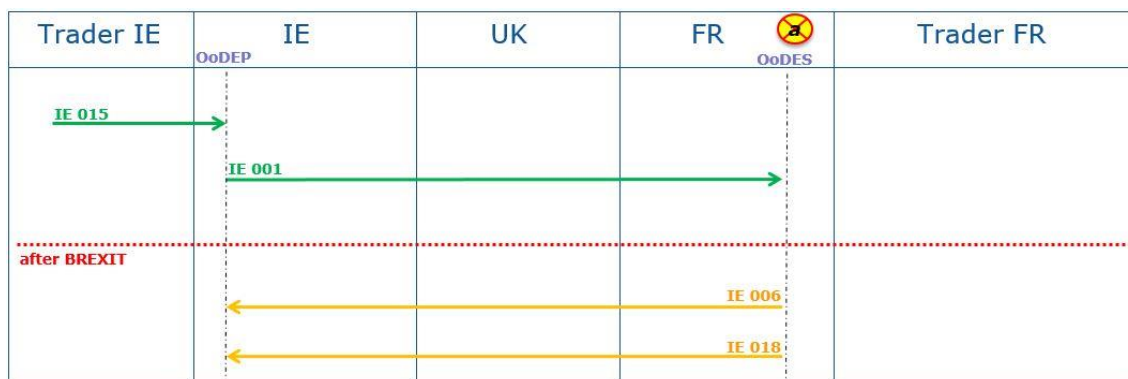 Trader IE
IE
UK
FR
a
Trader FR
OoDEP
OoDES
IE 015
IE 001
after BREXIT
IE 006
IE 018